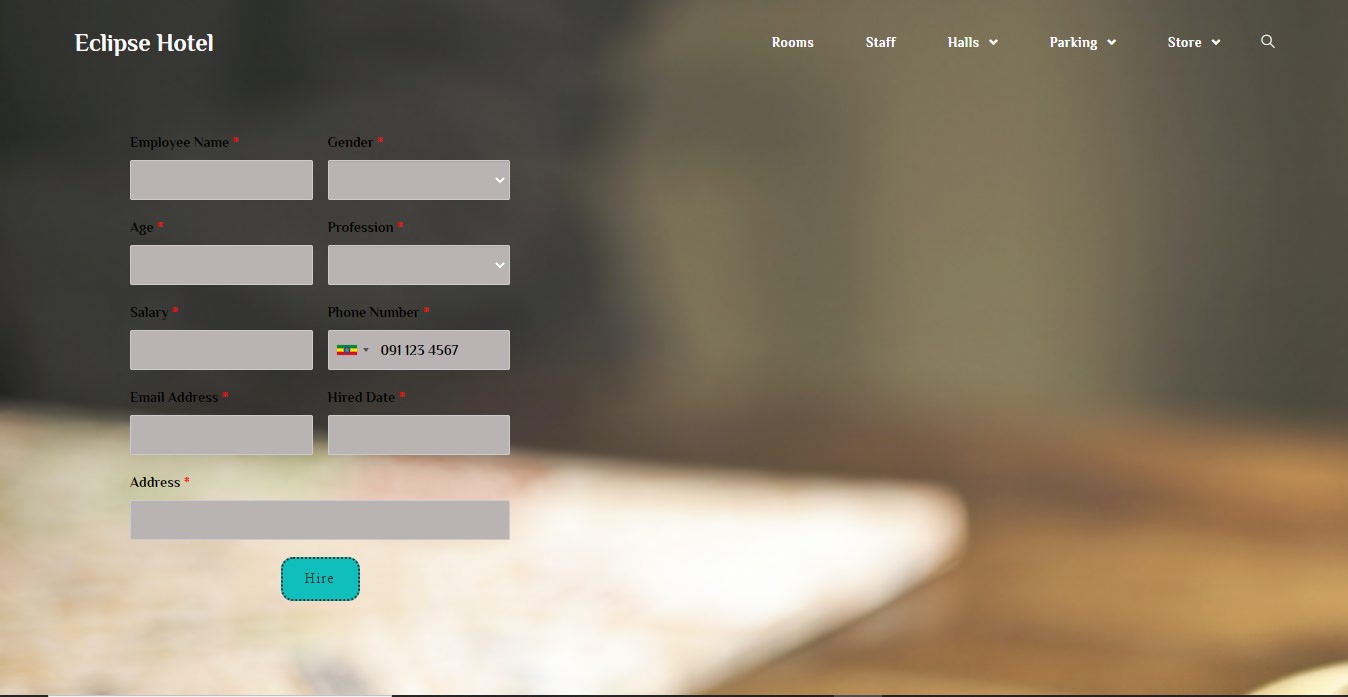 Eclipse Hotel
Rooms Staff Halls Parking Store
Employee Name * Gender *
Age * Profession *
Salary * Phone Number *
091 123 4567
Email Address * Hired Date *
Address *
Hire